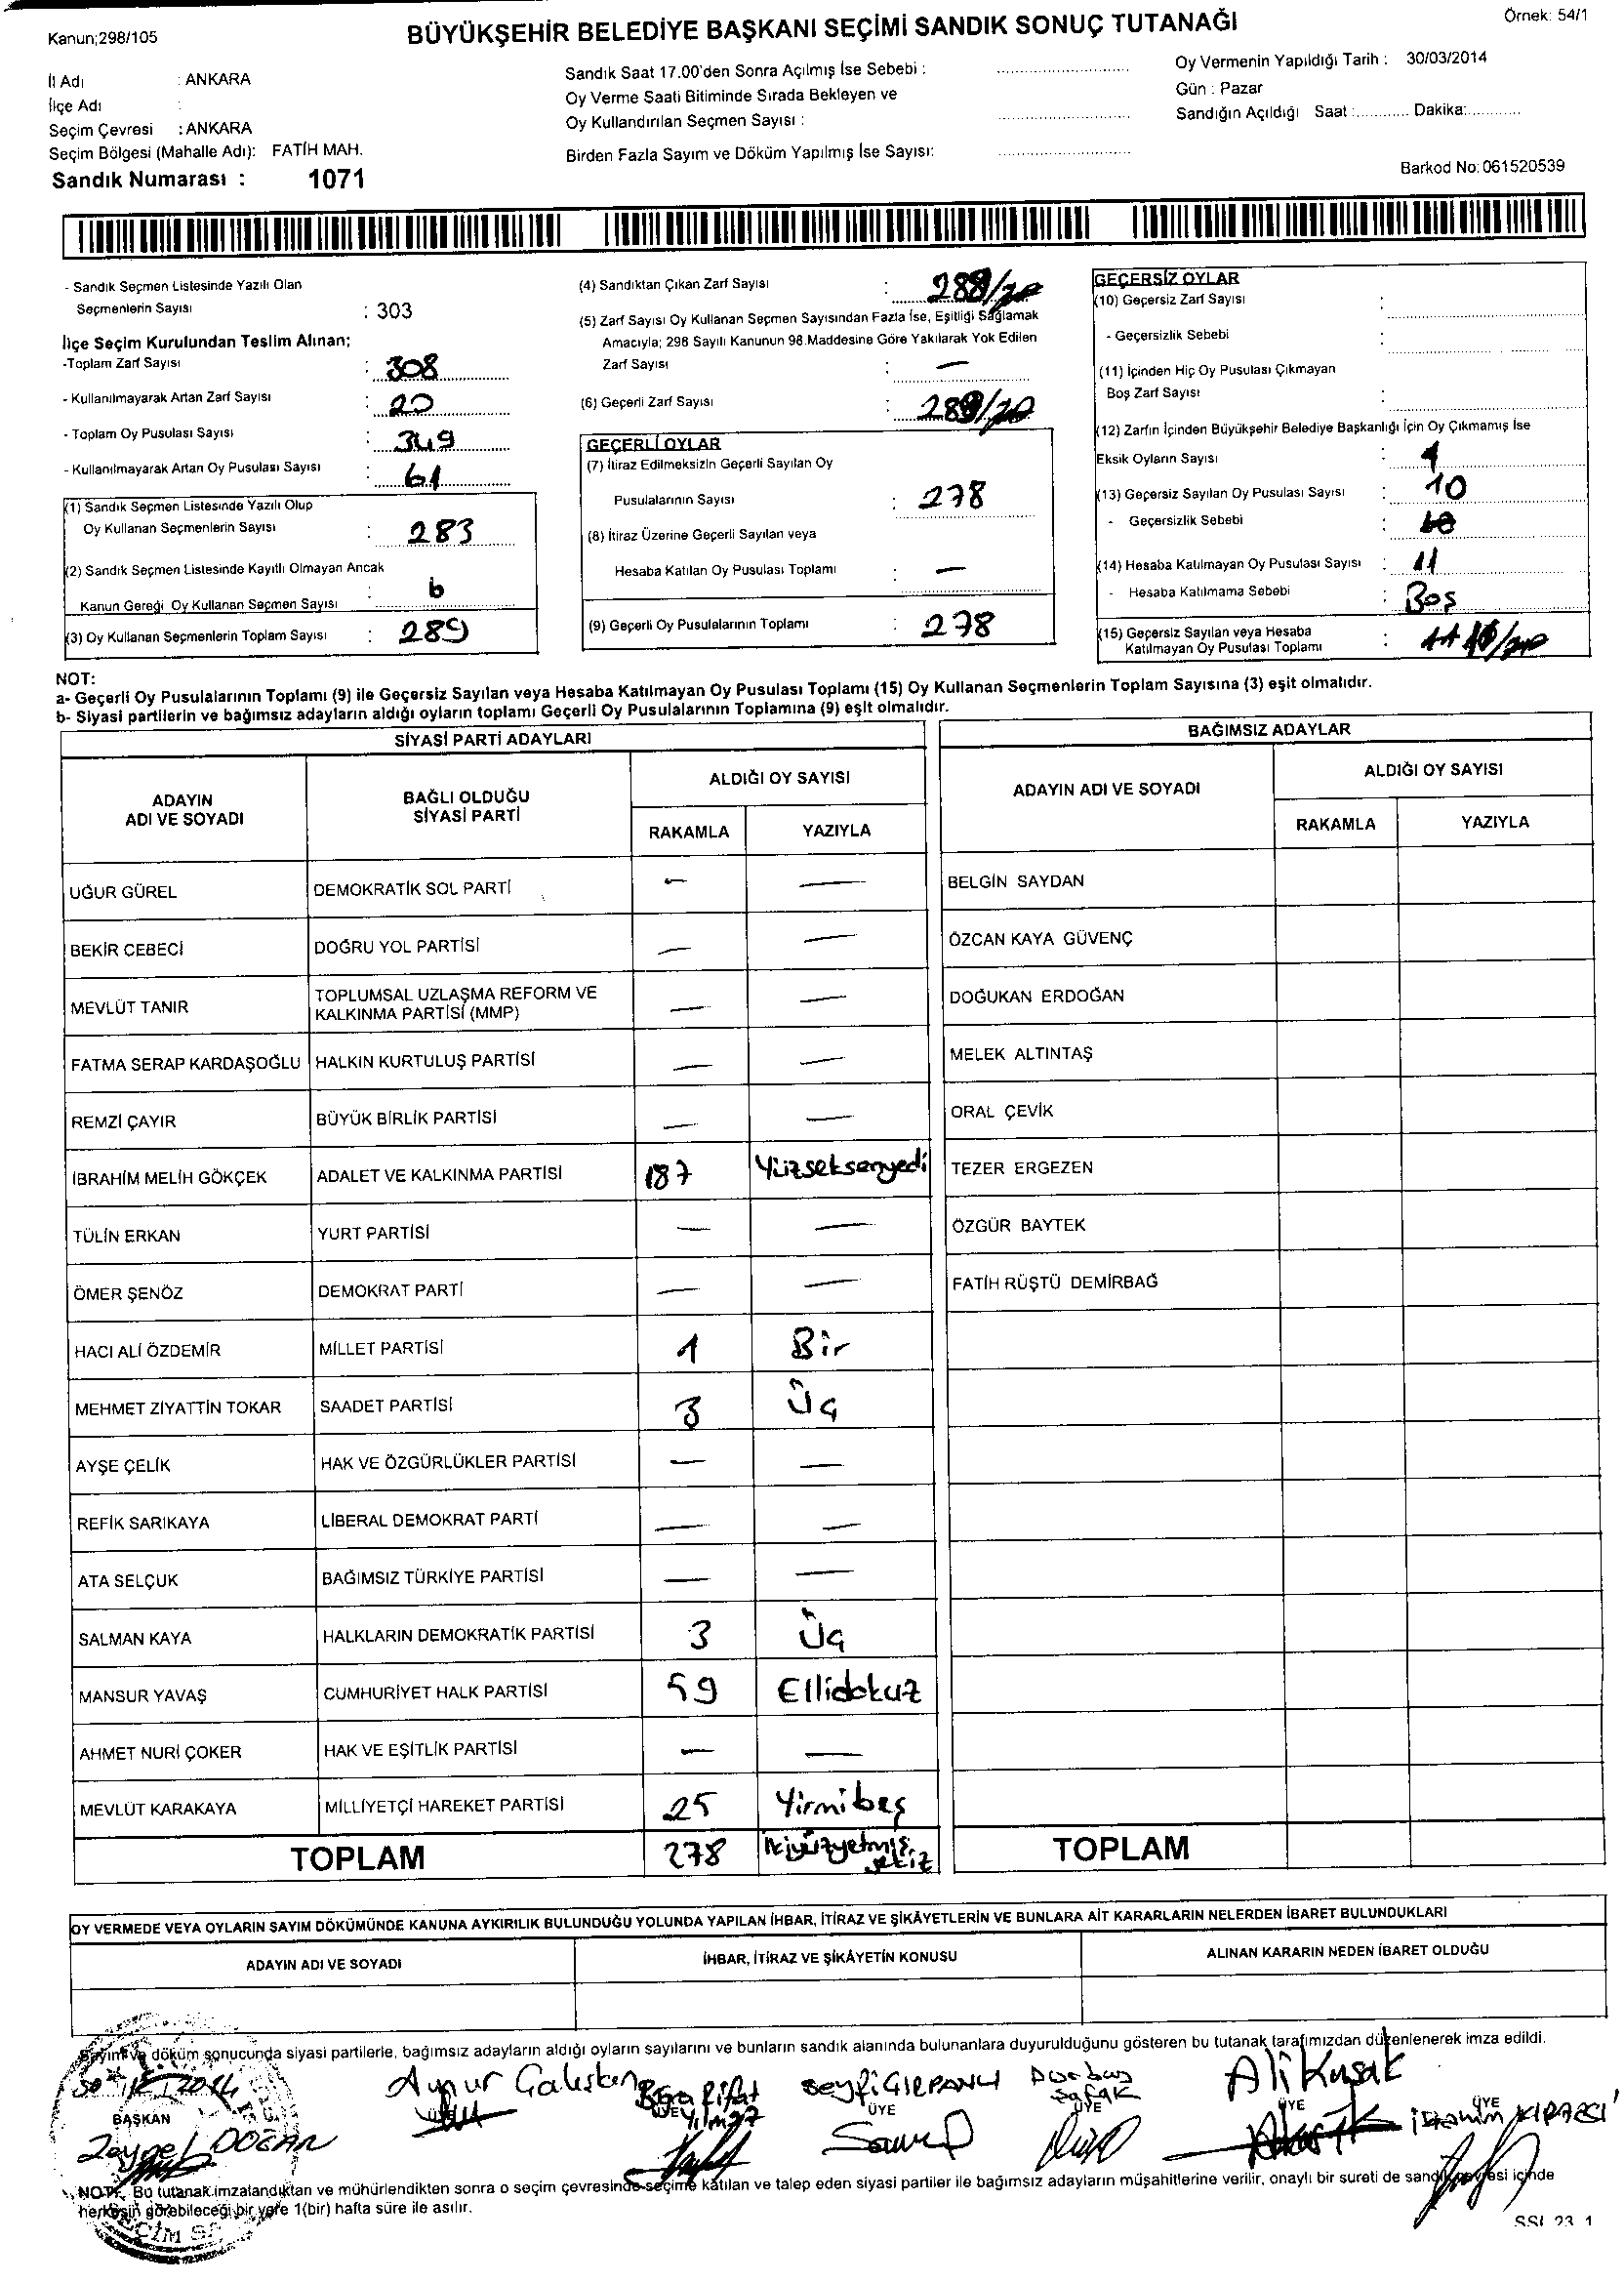 Kanun;298/105
BÜYÜKŞEHİR BELEDİYE BAŞKANI SEÇİMİ SANDIK SONUÇ TUTANAĞI
Örnek: 54/1
İl Adı : ANKARA
İlçe Adı :
Seçim Çevresi : ANKARA
Seçim Bölgesi (Mahalle Adı): FATİH MAH.
Sandık Numarası : 1071
Sandık Saat 17.00'den Sonra Açılmış İse Sebebi :
Oy Verme Saati Bitiminde Sırada Bekleyen ve
Oy Kullandırılan Seçmen Sayısı :
Birden Fazla Sayım ve Döküm Yapılmış İse Sayısı:
Oy Vermenin Yapıldığı Tarih : 30/03/2014
Gün : Pazar
Sandığın Açıldığı Saat :............ Dakika:............
Barkod No:061520539
- Sandık Seçmen Listesinde Yazılı Olan
Seçmenlerin Sayısı : 303
İlçe Seçim Kurulundan Teslim Alınan:
-Toplam Zarf Sayısı : 308
- Kullanılmayarak Artan Zarf Sayısı : 20
- Toplam Oy Pusulası Sayısı : 349
- Kullanılmayarak Artan Oy Pusulası Sayısı : 61
(1) Sandık Seçmen Listesinde Yazılı Olup
Oy Kullanan Seçmenlerin Sayısı : 283
(2) Sandık Seçmen Listesinde Kayıtlı Olmayan Ancak
Kanun Gereği Oy Kullanan Seçmen Sayısı : 6
(3) Oy Kullanan Seçmenlerin Toplam Sayısı : 289
(4) Sandıktan Çıkan Zarf Sayısı :
(5) Zarf Sayısı Oy Kullanan Seçmen Sayısından Fazla İse, Eşitliği Sağlamak
Amacıyla; 298 Sayılı Kanunun 98.Maddesine Göre Yakılarak Yok Edilen
Zarf Sayısı : —
(6) Geçerli Zarf Sayısı :
GEÇERLİ OYLAR
(7) İtiraz Edilmeksizin Geçerli Sayılan Oy
Pusulalarının Sayısı : 278
(8) İtiraz Üzerine Geçerli Sayılan veya
Hesaba Katılan Oy Pusulası Toplamı : —
(9) Geçerli Oy Pusulalarının Toplamı : 278
GEÇERSİZ OYLAR
(10) Geçersiz Zarf Sayısı :
- Geçersizlik Sebebi :
(11) İçinden Hiç Oy Pusulası Çıkmayan
Boş Zarf Sayısı :
(12) Zarfın İçinden Büyükşehir Belediye Başkanlığı İçin Oy Çıkmamış İse
Eksik Oyların Sayısı : 1
(13) Geçersiz Sayılan Oy Pusulası Sayısı : 10
- Geçersizlik Sebebi :
(14) Hesaba Katılmayan Oy Pusulası Sayısı : 11
- Hesaba Katılmama Sebebi : Boş
(15) Geçersiz Sayılan veya Hesaba
Katılmayan Oy Pusulası Toplamı : 11
NOT:
a- Geçerli Oy Pusulalarının Toplamı (9) ile Geçersiz Sayılan veya Hesaba Katılmayan Oy Pusulası Toplamı (15) Oy Kullanan Seçmenlerin Toplam Sayısına (3) eşit olmalıdır.
b- Siyasi partilerin ve bağımsız adayların aldığı oyların toplamı Geçerli Oy Pusulalarının Toplamına (9) eşit olmalıdır.
SİYASİ PARTİ ADAYLARI
ADAYIN
ADI VE SOYADI
BAĞLI OLDUĞU
SİYASİ PARTİ
ALDIĞI OY SAYISI
RAKAMLA YAZIYLA
UĞUR GÜREL DEMOKRATİK SOL PARTİ — —
BEKİR CEBECİ DOĞRU YOL PARTİSİ — —
MEVLÜT TANIR TOPLUMSAL UZLAŞMA REFORM VE
KALKINMA PARTİSİ (MMP) — —
FATMA SERAP KARDAŞOĞLU HALKIN KURTULUŞ PARTİSİ — —
REMZİ ÇAYIR BÜYÜK BİRLİK PARTİSİ — —
İBRAHİM MELİH GÖKÇEK ADALET VE KALKINMA PARTİSİ 187 Yüzseksenyedi
TÜLİN ERKAN YURT PARTİSİ — —
ÖMER ŞENÖZ DEMOKRAT PARTİ — —
HACI ALİ ÖZDEMİR MİLLET PARTİSİ 1 Bir
MEHMET ZİYATTİN TOKAR SAADET PARTİSİ 3 Üç
AYŞE ÇELİK HAK VE ÖZGÜRLÜKLER PARTİSİ — —
REFİK SARIKAYA LİBERAL DEMOKRAT PARTİ — —
ATA SELÇUK BAĞIMSIZ TÜRKİYE PARTİSİ — —
SALMAN KAYA HALKLARIN DEMOKRATİK PARTİSİ 3 Üç
MANSUR YAVAŞ CUMHURİYET HALK PARTİSİ 59 Ellidokuz
AHMET NURİ ÇOKER HAK VE EŞİTLİK PARTİSİ — —
MEVLÜT KARAKAYA MİLLİYETÇİ HAREKET PARTİSİ 25 Yirmibeş
TOPLAM 278 İkiyüzyetmiş
sekiz
BAĞIMSIZ ADAYLAR
ADAYIN ADI VE SOYADI
ALDIĞI OY SAYISI
RAKAMLA YAZIYLA
BELGİN SAYDAN
ÖZCAN KAYA GÜVENÇ
DOĞUKAN ERDOĞAN
MELEK ALTINTAŞ
ORAL ÇEVİK
TEZER ERGEZEN
ÖZGÜR BAYTEK
FATİH RÜŞTÜ DEMİRBAĞ
TOPLAM
OY VERMEDE VEYA OYLARIN SAYIM DÖKÜMÜNDE KANUNA AYKIRILIK BULUNDUĞU YOLUNDA YAPILAN İHBAR, İTİRAZ VE ŞİKÂYETLERİN VE BUNLARA AİT KARARLARIN NELERDEN İBARET BULUNDUKLARI
ADAYIN ADI VE SOYADI
İHBAR, İTİRAZ VE ŞİKÂYETİN KONUSU
ALINAN KARARIN NEDEN İBARET OLDUĞU
Sayım ve döküm sonucunda siyasi partilerle, bağımsız adayların aldığı oyların sayılarını ve bunların sandık alanında bulunanlara duyurulduğunu gösteren bu tutanak tarafımızdan düzenlenerek imza edildi.
Aynur Çalışkan Rifat Yılmaz Ali Kuşak
BAŞKAN ÜYE ÜYE ÜYE ÜYE ÜYE ÜYE
Zeynel DOĞAN
NOT: Bu tutanak imzalandıktan ve mühürlendikten sonra o seçim çevresinde seçime katılan ve talep eden siyasi partiler ile bağımsız adayların müşahitlerine verilir, onaylı bir sureti de sandık çevresi içinde
herkesin görebileceği bir yere 1(bir) hafta süre ile asılır.